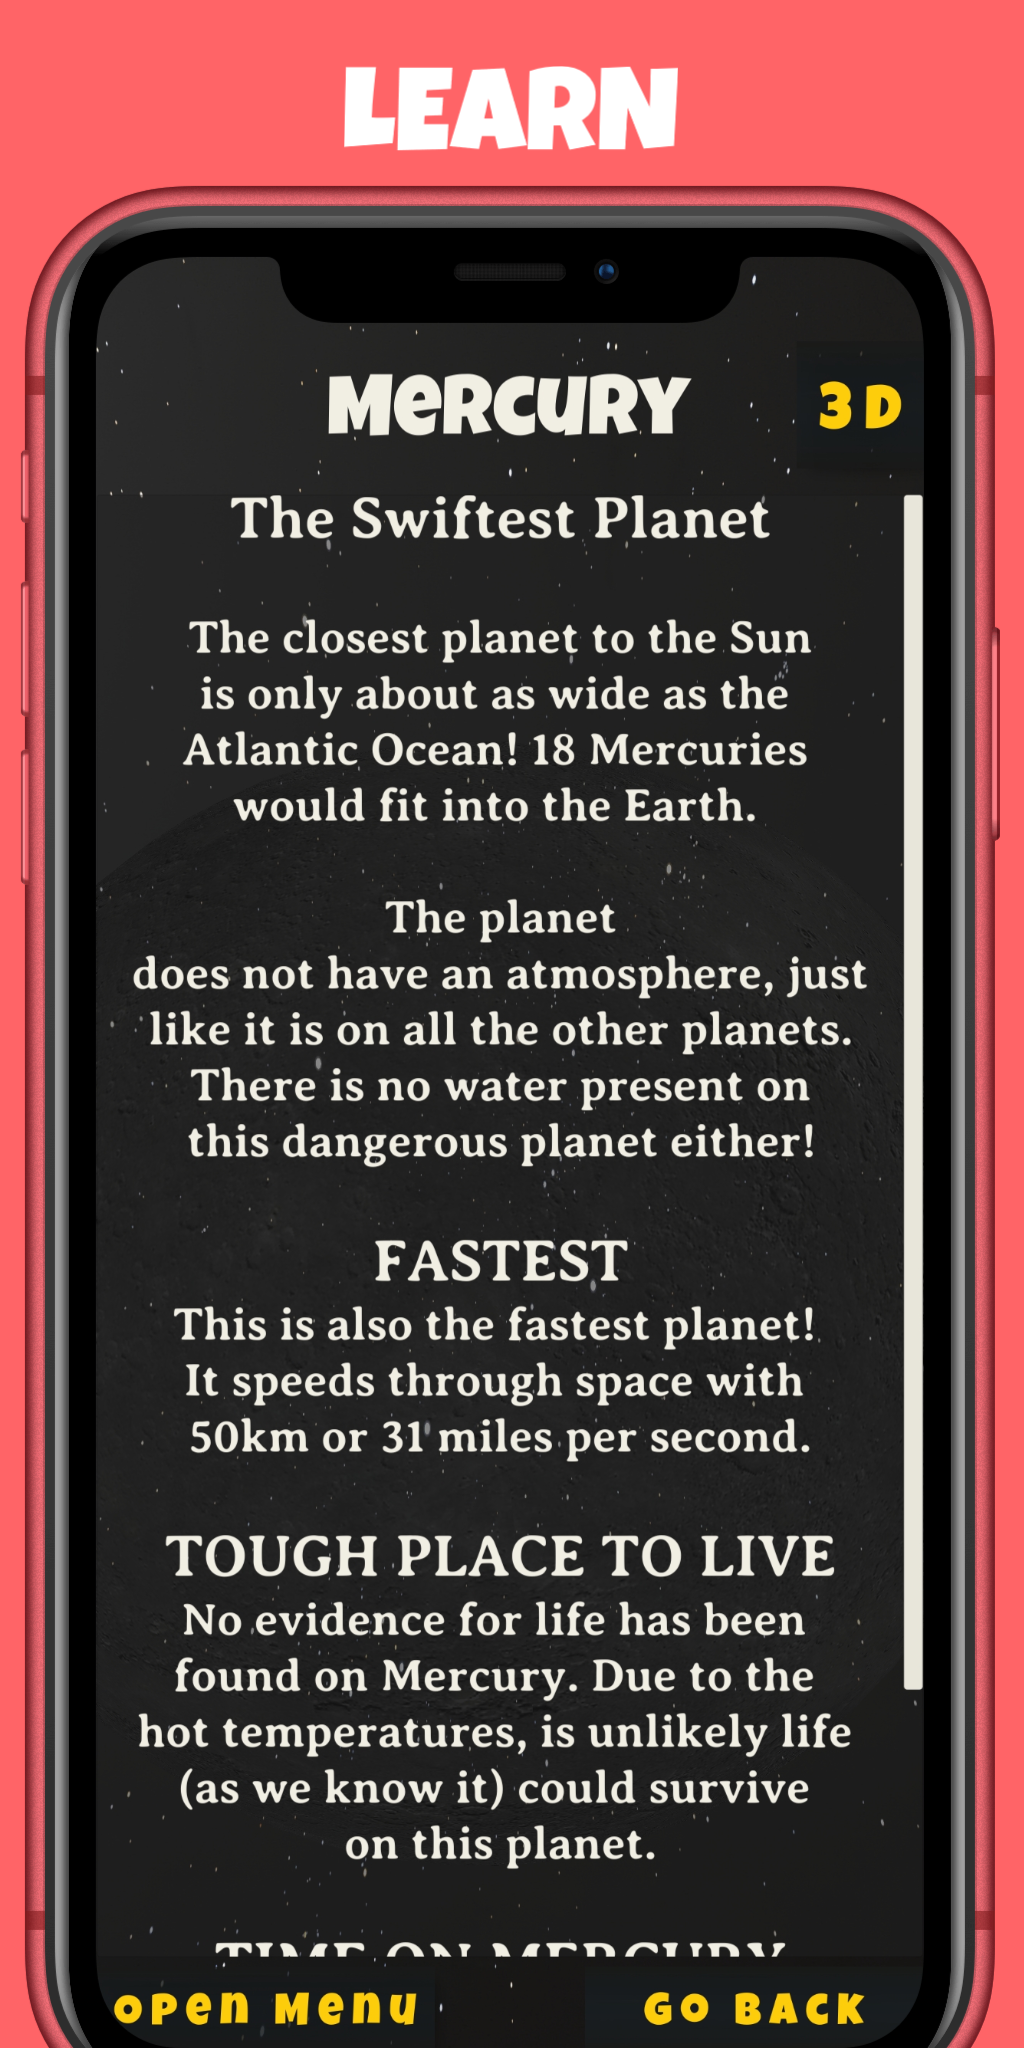 LEARN
MeRCURY
3D
The Swiftest Planet
The closest planet to the Sun
is only about as wide as the
Atlantic Ocean! 18 Mercuries
would fit into the Earth.
The planet
does not have an atmosphere, just
like it is on all the other planets.
There is no water present on
this dangerous planet either!
FASTEST
This is also the fastest planet!
It speeds through space with
50km or 31 miles per second.
TOUGH PLACE TO LIVE
No evidence for life has been
found on Mercury. Due to the
hot temperatures, is unlikely life
(as we know it) could survive
on this planet.
TIME ON MERCURY
OPen Menu
GO BACK